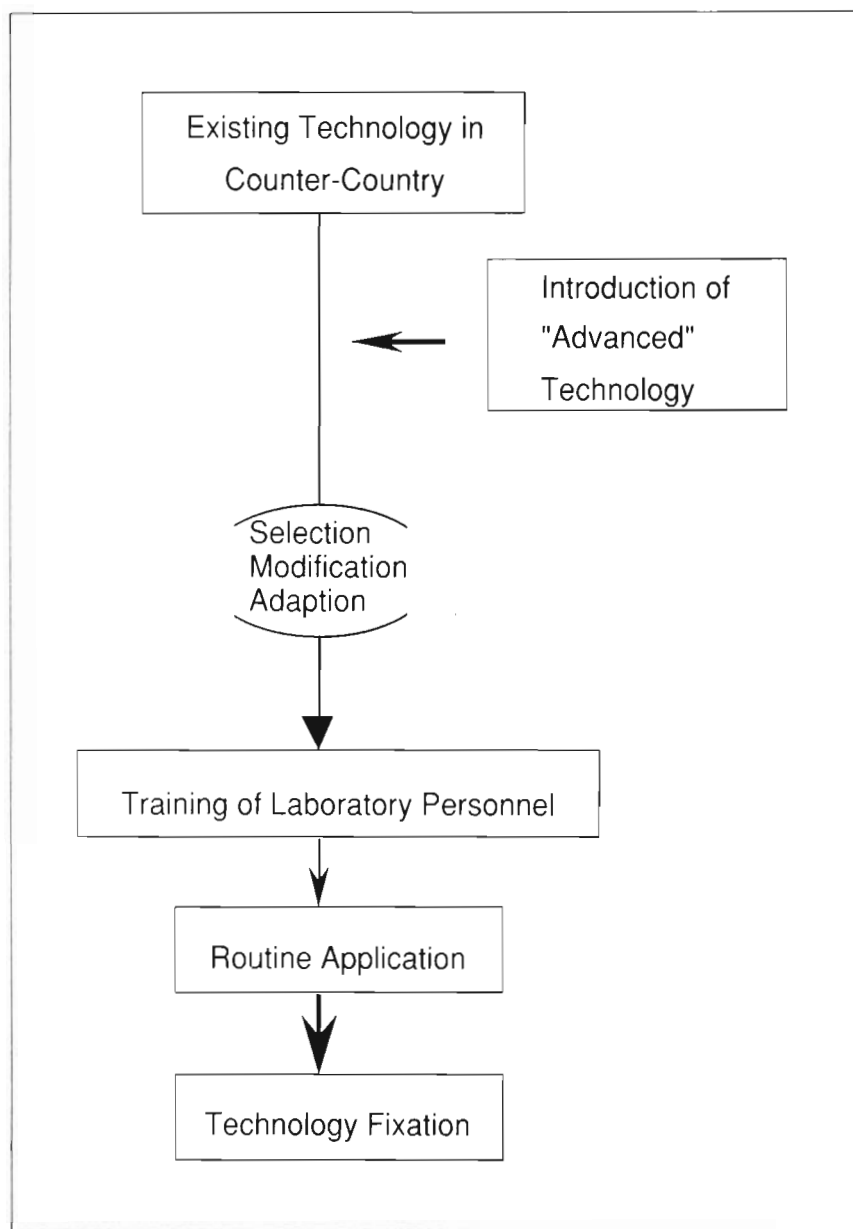 Existing Technology in
Counter-Country
Introduction of
"Advanced"
Technology
Selection
Modification
Adaption
Training of Laboratory Personnel
Routine Application
Technology Fixation